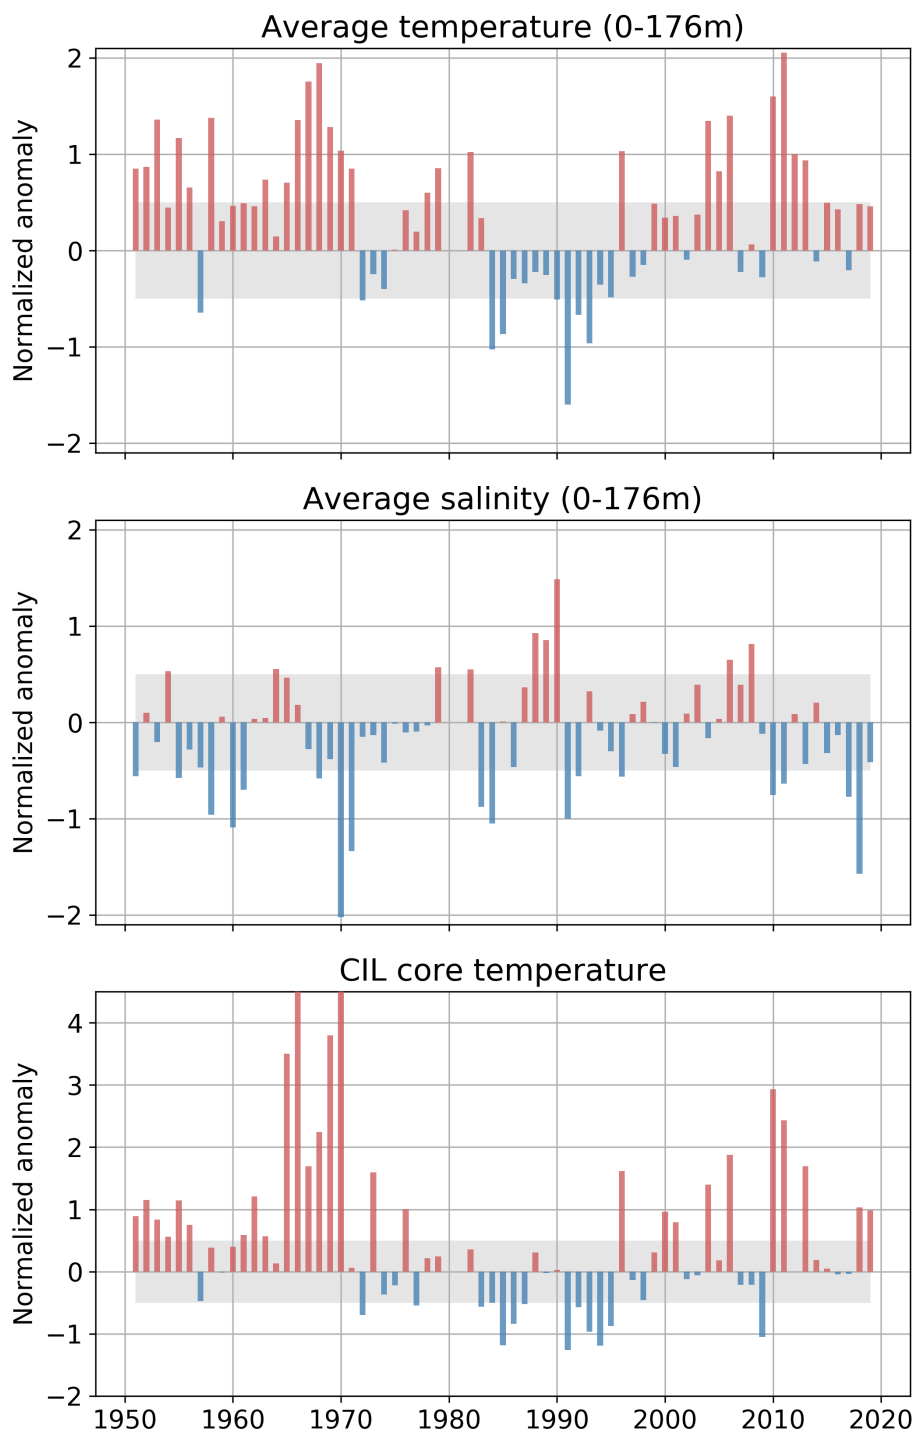 Average temperature (0-176m)
Normalized anomaly
2
1
0
−1
−2
Average salinity (0-176m)
Normalized anomaly
2
1
0
−1
−2
CIL core temperature
Normalized anomaly
4
3
2
1
0
−1
−2
1950 1960 1970 1980 1990 2000 2010 2020